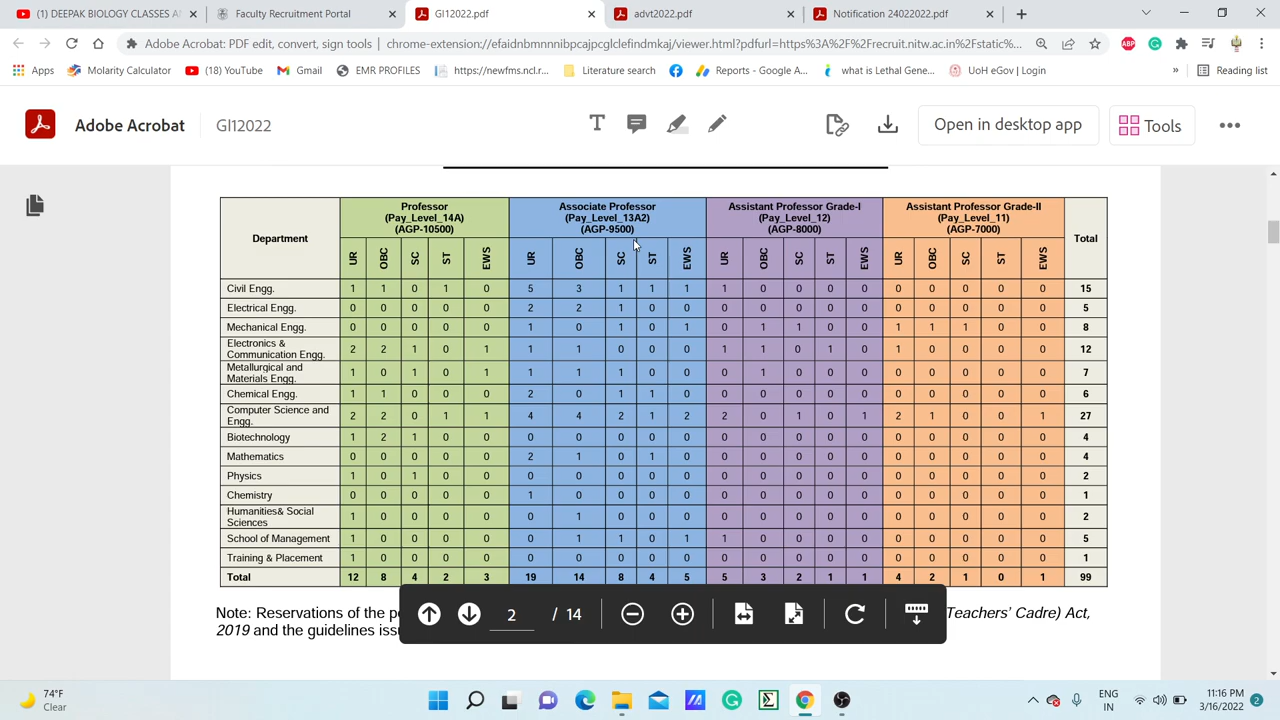 (1) DEEPAK BIOLOGY CLASSES A
Faculty Recruitment Portal
GI12022.pdf
advt2022.pdf
Notification 24022022.pdf
Adobe Acrobat: PDF edit, convert, sign tools | chrome-extension://efaidnbmnnnibpcajpcglclefindmkaj/viewer.html?pdfurl=https%3A%2F%2Frecruit.nitw.ac.in%2Fstatic%...
Apps Molarity Calculator (18) YouTube Gmail EMR PROFILES https://newfms.ncl.r... Literature search Reports - Google A... what is Lethal Gene... UoH eGov | Login » Reading list
Adobe Acrobat GI12022 Open in desktop app Tools
Department
Professor
(Pay_Level_14A)
(AGP-10500)
Associate Professor
(Pay_Level_13A2)
(AGP-9500)
Assistant Professor Grade-I
(Pay_Level_12)
(AGP-8000)
Assistant Professor Grade-II
(Pay_Level_11)
(AGP-7000)
Total
UR OBC SC ST EWS UR OBC SC ST EWS UR OBC SC ST EWS UR OBC SC ST EWS
Civil Engg. 1 1 0 1 0 5 3 1 1 1 1 0 0 0 0 0 0 0 0 0 15
Electrical Engg. 0 0 0 0 0 2 2 1 0 0 0 0 0 0 0 0 0 0 0 0 5
Mechanical Engg. 0 0 0 0 0 1 0 1 0 1 0 1 1 0 0 1 1 1 0 0 8
Electronics &
Communication Engg. 2 2 1 0 1 1 1 0 0 0 1 1 0 1 0 1 0 0 0 0 12
Metallurgical and
Materials Engg. 1 0 1 0 1 1 1 1 0 0 0 1 0 0 0 0 0 0 0 0 7
Chemical Engg. 1 1 0 0 0 2 0 1 1 0 0 0 0 0 0 0 0 0 0 0 6
Computer Science and
Engg. 2 2 0 1 1 4 4 2 1 2 2 0 1 0 1 2 1 0 0 1 27
Biotechnology 1 2 1 0 0 0 0 0 0 0 0 0 0 0 0 0 0 0 0 0 4
Mathematics 0 0 0 0 0 2 1 0 1 0 0 0 0 0 0 0 0 0 0 0 4
Physics 1 0 1 0 0 0 0 0 0 0 0 0 0 0 0 0 0 0 0 0 2
Chemistry 0 0 0 0 0 1 0 0 0 0 0 0 0 0 0 0 0 0 0 0 1
Humanities& Social
Sciences 1 0 0 0 0 0 1 0 0 0 0 0 0 0 0 0 0 0 0 0 2
School of Management 1 0 0 0 0 0 1 1 0 1 1 0 0 0 0 0 0 0 0 0 5
Training & Placement 1 0 0 0 0 0 0 0 0 0 0 0 0 0 0 0 0 0 0 0 1
Total 12 8 4 2 3 19 14 8 4 5 5 3 2 1 1 4 2 1 0 1 99
Note: Reservations of the po Teachers' Cadre) Act,
2019 and the guidelines issu
2 / 14
74°F
Clear
ENG
IN
11:16 PM
3/16/2022
2